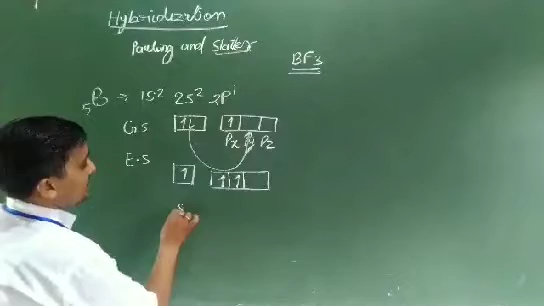 Hybridization
Pauling and Slater
BF3
5B = 1S2 2S2 2P1
G.S ↑↓ ↑
Px Py Pz
E.S ↑ ↑ ↑
S